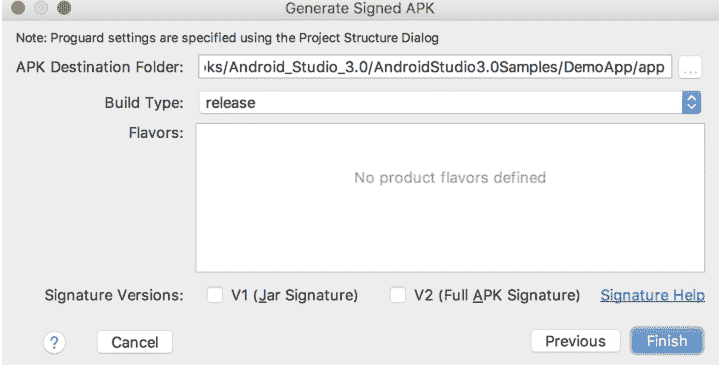 Generate Signed APK
Note: Proguard settings are specified using the Project Structure Dialog
APK Destination Folder: ›ks/Android_Studio_3.0/AndroidStudio3.0Samples/DemoApp/app ...
Build Type: release
Flavors:
No product flavors defined
Signature Versions: V1 (Jar Signature) V2 (Full APK Signature) Signature Help
? Cancel Previous Finish